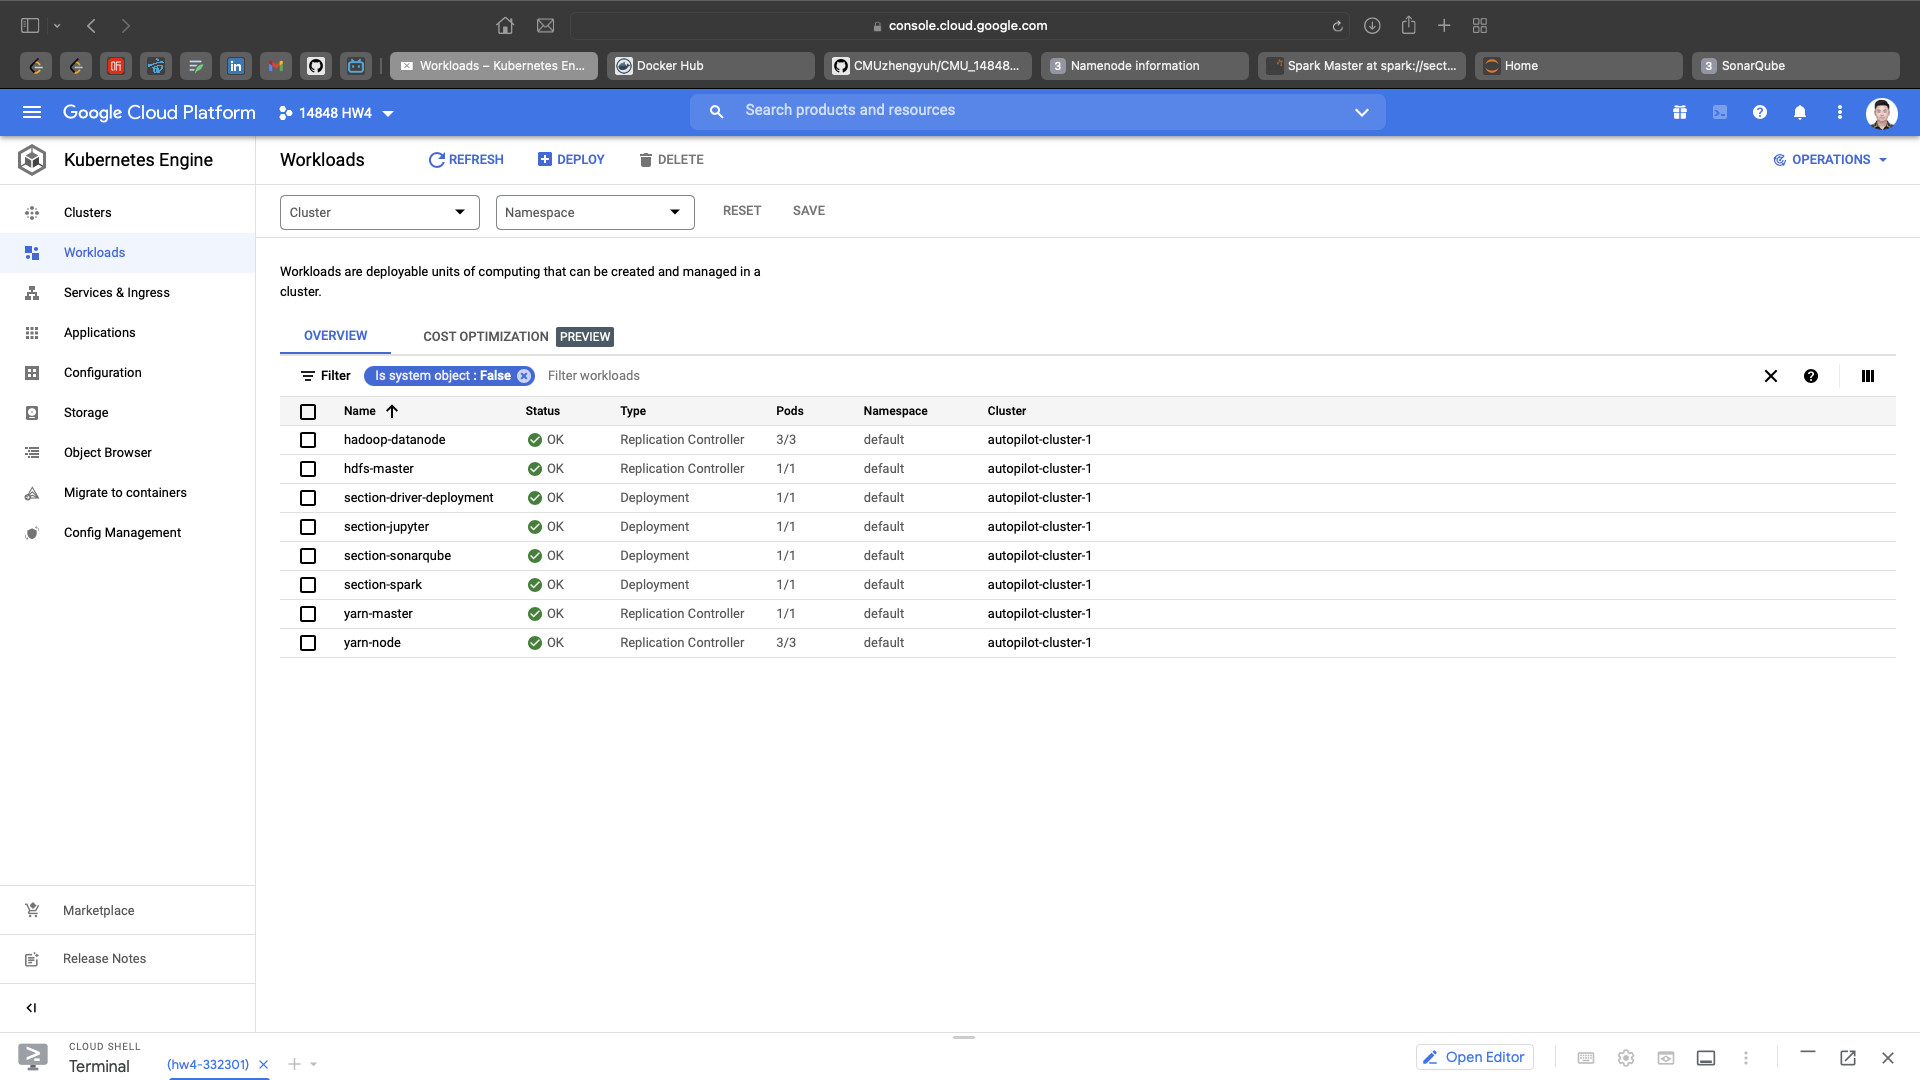 console.cloud.google.com
Workloads – Kubernetes En...
Docker Hub
CMUzhengyuh/CMU_14848...
3 Namenode information
Spark Master at spark://sect...
Home
3 SonarQube
Google Cloud Platform
14848 HW4
Search products and resources
Kubernetes Engine
Workloads
REFRESH
DEPLOY
DELETE
OPERATIONS
Clusters
Workloads
Services & Ingress
Applications
Configuration
Storage
Object Browser
Migrate to containers
Config Management
Marketplace
Release Notes
Cluster
Namespace
RESET
SAVE
Workloads are deployable units of computing that can be created and managed in a
cluster.
OVERVIEW
COST OPTIMIZATION PREVIEW
Filter Is system object : False Filter workloads
Name Status Type Pods Namespace Cluster
hadoop-datanode OK Replication Controller 3/3 default autopilot-cluster-1
hdfs-master OK Replication Controller 1/1 default autopilot-cluster-1
section-driver-deployment OK Deployment 1/1 default autopilot-cluster-1
section-jupyter OK Deployment 1/1 default autopilot-cluster-1
section-sonarqube OK Deployment 1/1 default autopilot-cluster-1
section-spark OK Deployment 1/1 default autopilot-cluster-1
yarn-master OK Replication Controller 1/1 default autopilot-cluster-1
yarn-node OK Replication Controller 3/3 default autopilot-cluster-1
CLOUD SHELL
Terminal
(hw4-332301)
Open Editor